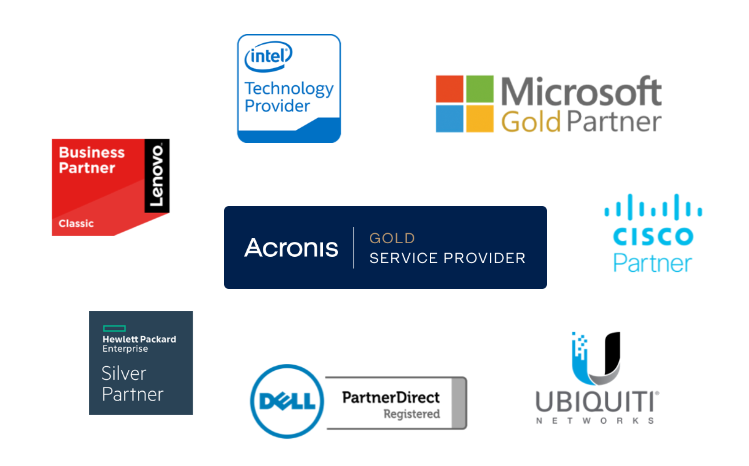 intel
Technology
Provider
Microsoft
Gold Partner
Business
Partner
Lenovo
Classic
Acronis
GOLD
SERVICE PROVIDER
CISCO
Partner
Hewlett Packard
Enterprise
Silver
Partner
DELL
PartnerDirect
Registered
UBIQUITI
NETWORKS